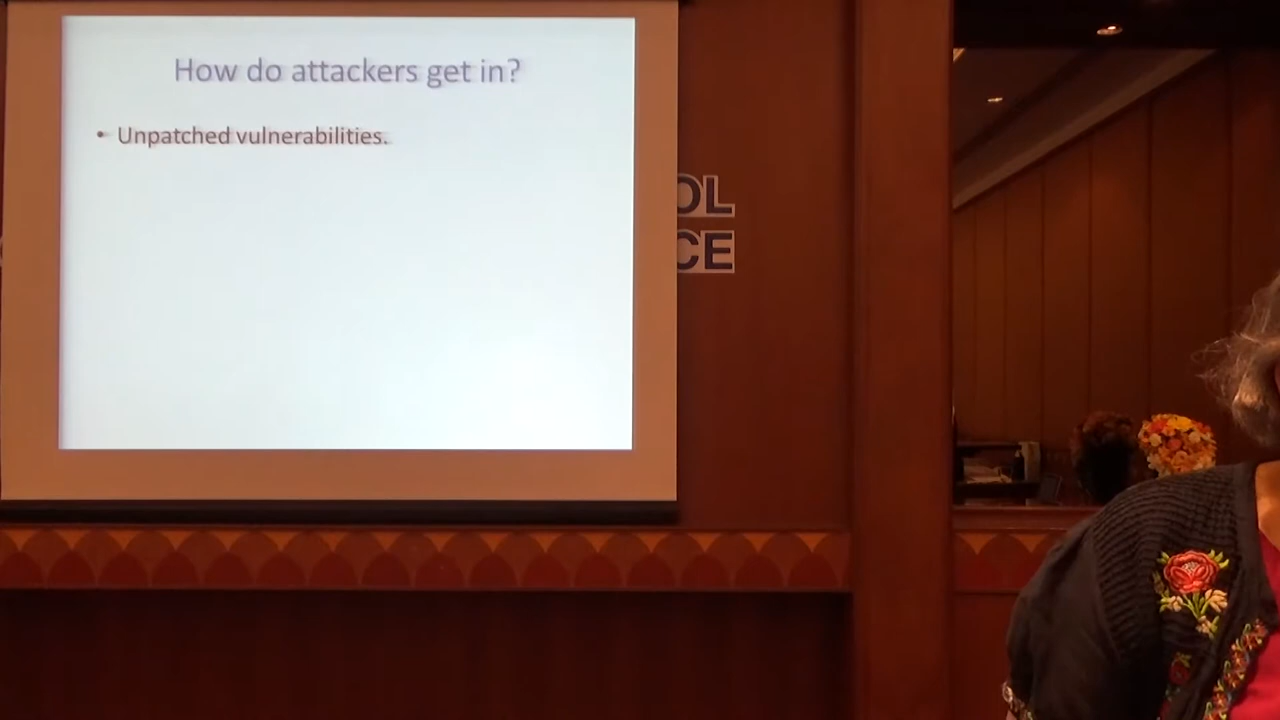 How do attackers get in?
• Unpatched vulnerabilities.
OL
CE